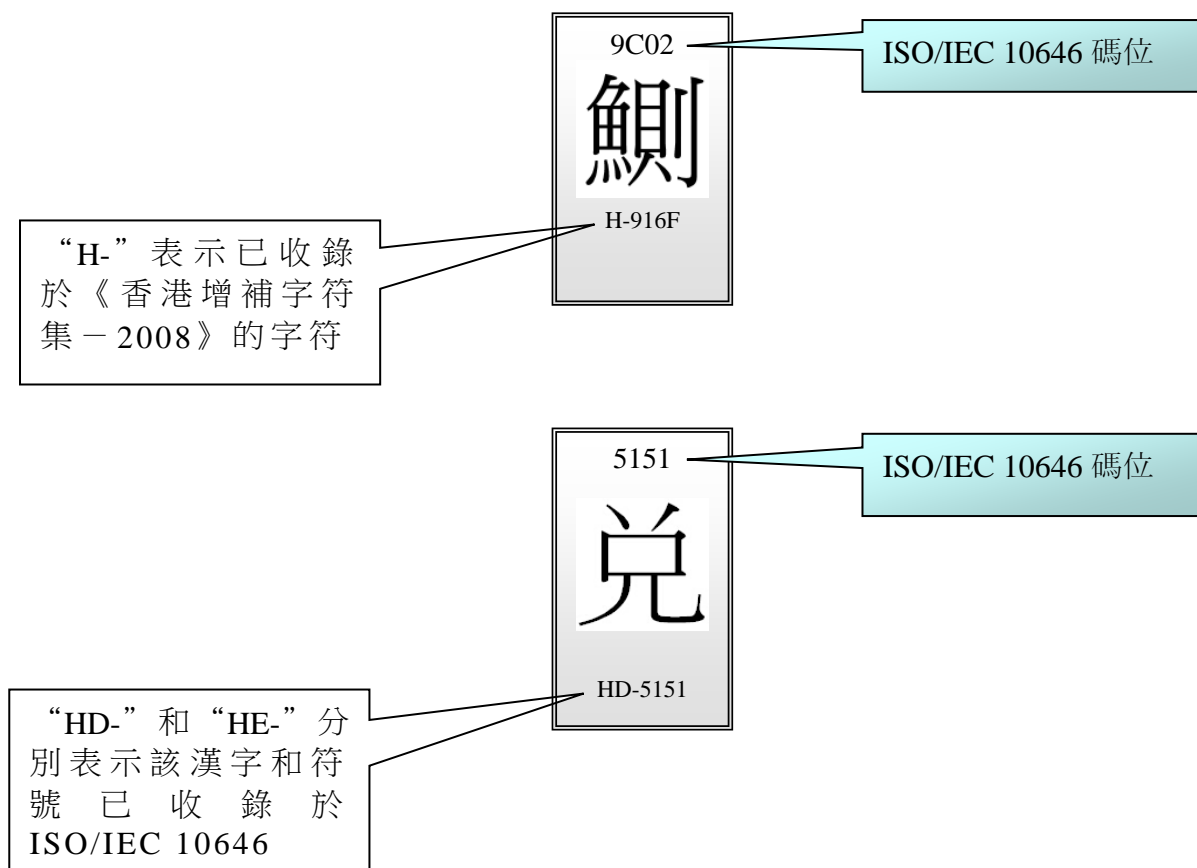 9C02
ISO/IEC 10646 碼位
鰂
H-916F
“H-”表示已收錄
於《香港增補字符
集－2008》的字符
5151
ISO/IEC 10646 碼位
兑
HD-5151
“HD-”和“HE-”分
別表示該漢字和符
號已收錄於
ISO/IEC 10646